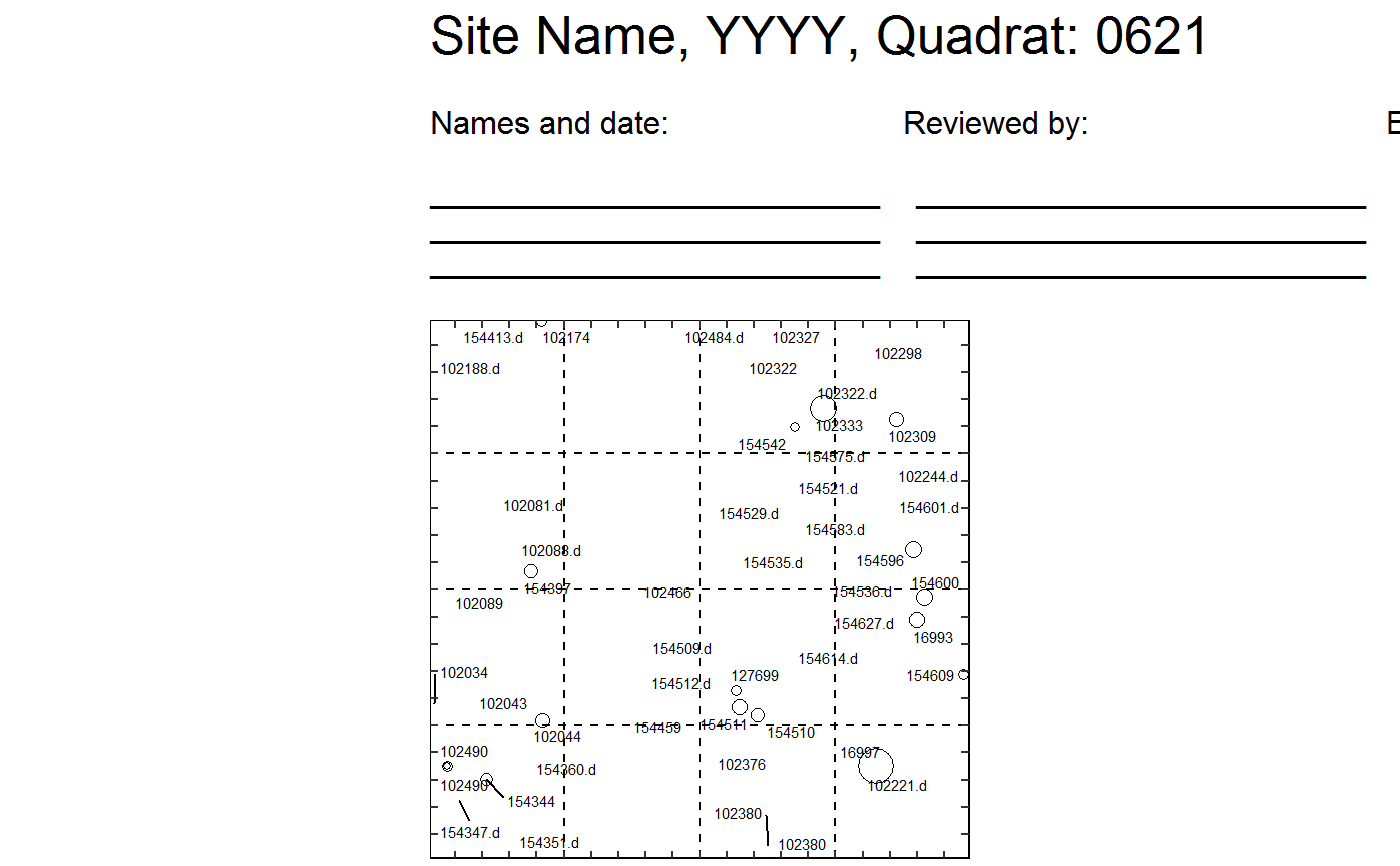 Site Name, YYYY, Quadrat: 0621
Names and date: Reviewed by: E
154413.d 102174 102484.d 102327
102298
102188.d 102322
102322.d
102333
102309
154542
154575.d
102244.d
154521.d
102081.d 154601.d
154529.d
154583.d
102088.d
154535.d 154596
154600
154397 102466 154536.d
102089
154627.d
16993
154509.d
154614.d
102034 127699 154609
154512.d
102043
154459 154511
102044 154510
102490 16997
154360.d 102376
102490 102221.d
154344
102380
154347.d
154351.d 102380